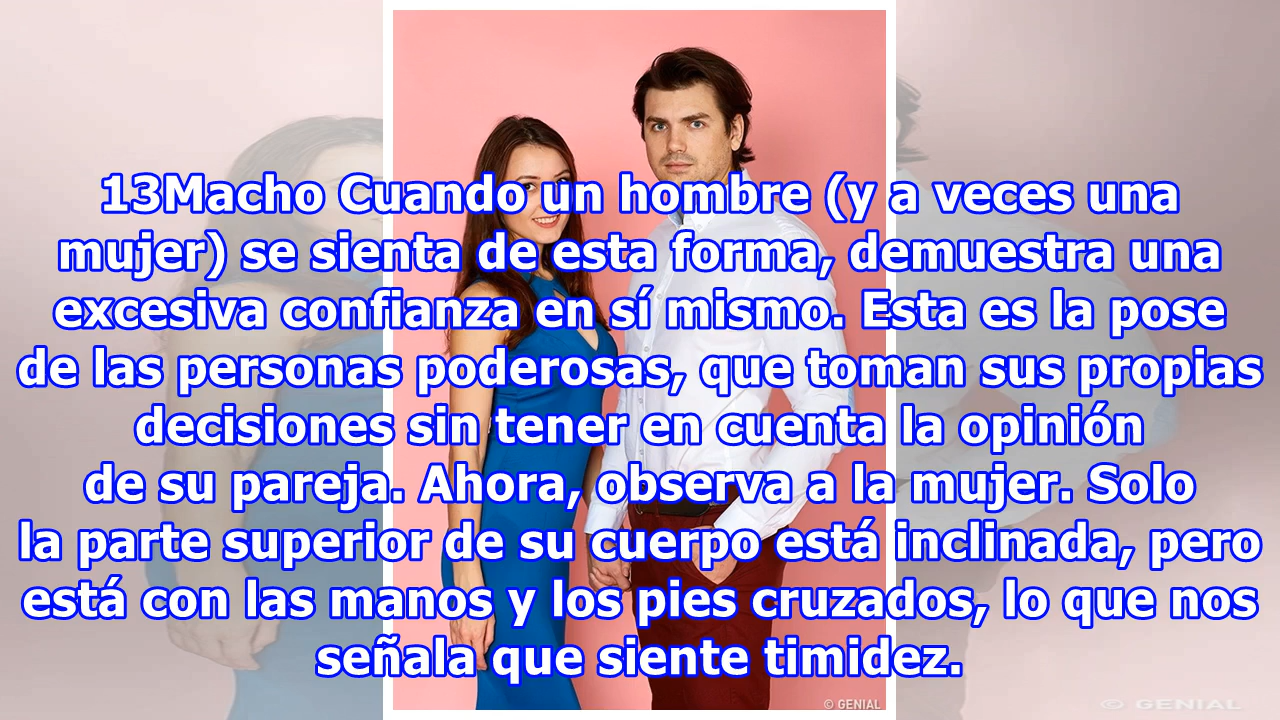 13Macho Cuando un hombre (y a veces una
mujer) se sienta de esta forma, demuestra una
excesiva confianza en sí mismo. Esta es la pose
de las personas poderosas, que toman sus propias
decisiones sin tener en cuenta la opinión
de su pareja. Ahora, observa a la mujer. Solo
la parte superior de su cuerpo está inclinada, pero
está con las manos y los pies cruzados, lo que nos
señala que siente timidez.
© GENIAL
© GENIAL